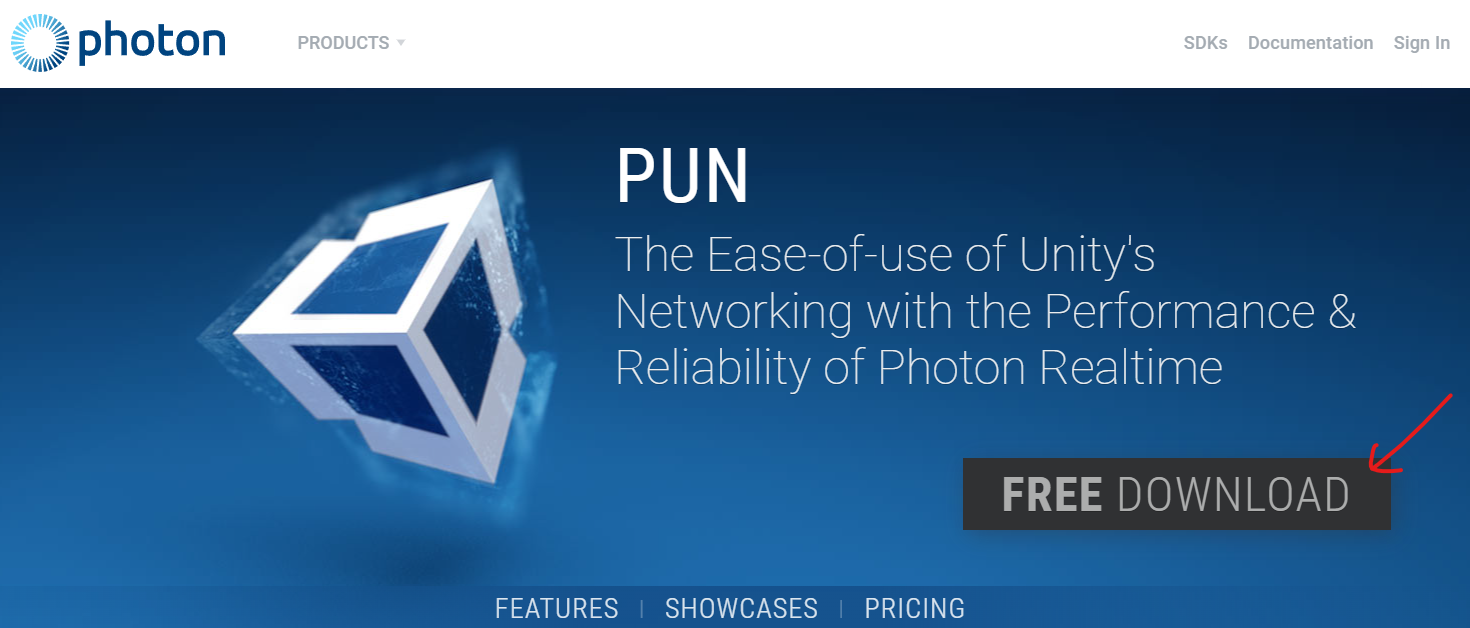 photon
PRODUCTS
SDKs
Documentation
Sign In
PUN
The Ease-of-use of Unity's
Networking with the Performance &
Reliability of Photon Realtime
FREE DOWNLOAD
FEATURES | SHOWCASES | PRICING